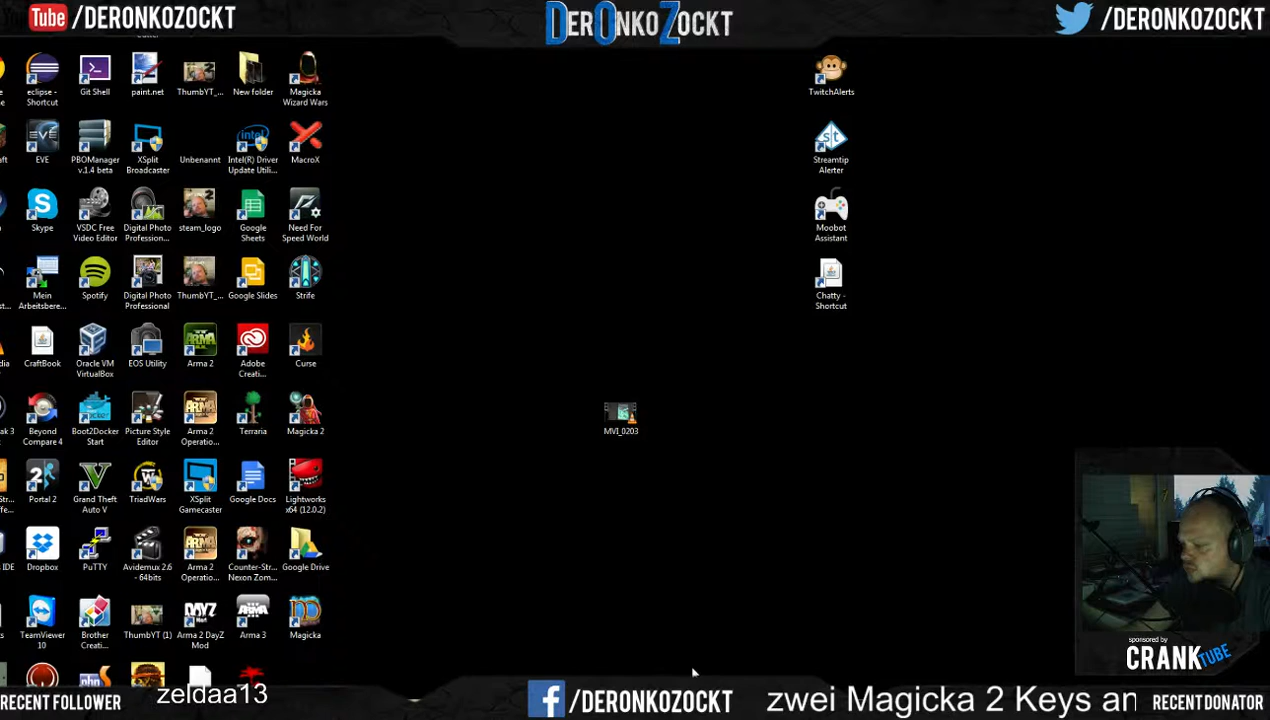 You Tube /DERONKOZOCKT
DERONKOZOCKT
/DERONKOZOCKT
eclipse -
Shortcut
Git Shell
paint.net
ThumbYT_...
New folder
Magicka
Wizard Wars
TwitchAlerts
EVE
PBOManager
v.1.4 beta
XSplit
Broadcaster
Unbenannt
Intel(R) Driver
Update Utili...
MacroX
Streamtip
Alerter
Skype
VSDC Free
Video Editor
Digital Photo
Profession...
steam_logo
Google
Sheets
Need For
Speed World
Moobot
Assistant
Mein
Arbeitsbere...
Spotify
Digital Photo
Professional
ThumbYT_...
Google Slides
Strife
Chatty -
Shortcut
CraftBook
Oracle VM
VirtualBox
EOS Utility
Arma 2
Adobe
Creati...
Curse
Beyond
Compare 4
Boot2Docker
Start
Picture Style
Editor
Arma 2
Operatio...
Terraria
Magicka 2
MVI_0203
Portal 2
Grand Theft
Auto V
TriadWars
XSplit
Gamecaster
Google Docs
Lightworks
x64 (12.0.2)
Dropbox
PuTTY
Avidemux 2.6
- 64bits
Arma 2
Operatio...
Counter-Str...
Nexon Zom...
Google Drive
TeamViewer
10
Brother
Creati...
ThumbYT (1)
Arma 2 DayZ
Mod
Arma 3
Magicka
sponsored by
CRANKTUBE
RECENT FOLLOWER
zeldaa13
/DERONKOZOCKT
zwei Magicka 2 Keys an
RECENT DONATOR